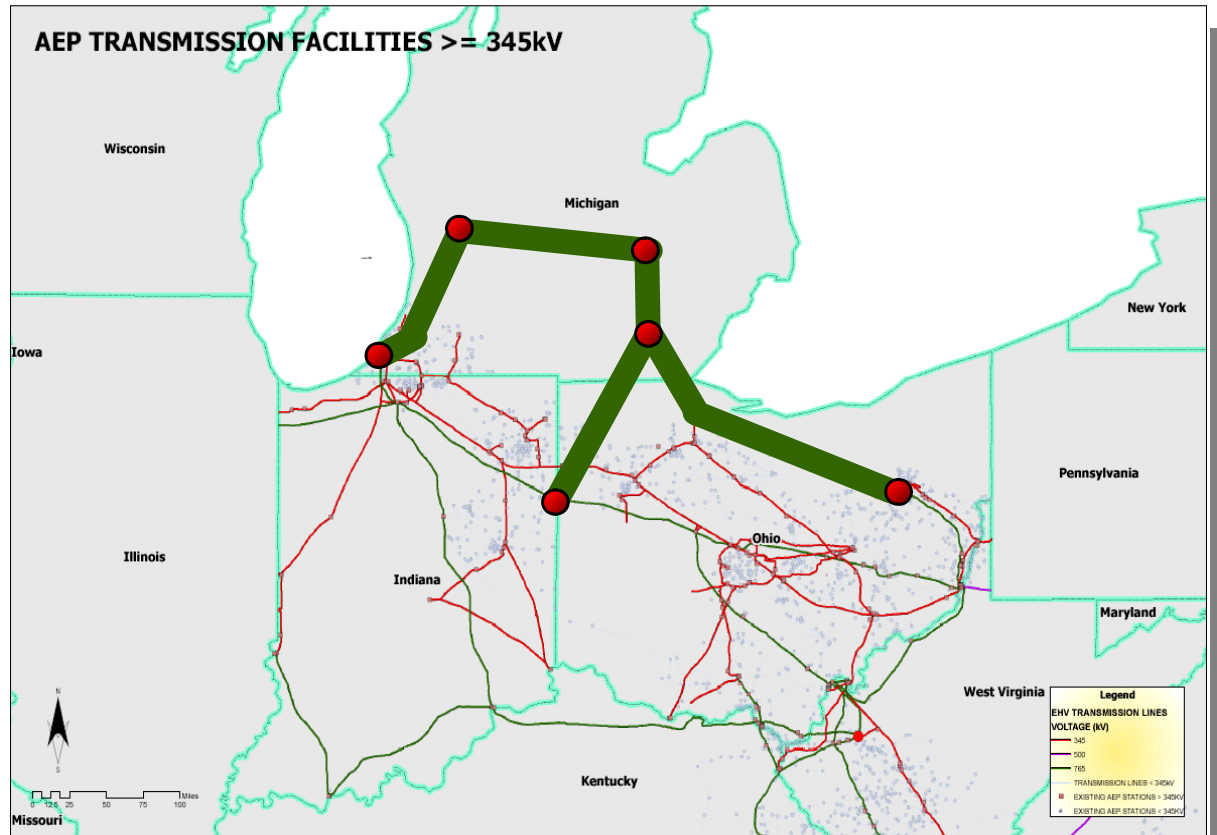 AEP TRANSMISSION FACILITIES >= 345kV
Wisconsin
Michigan
New York
Iowa
Pennsylvania
Ohio
Illinois
Indiana
Maryland
West Virginia
Kentucky
Missouri
N
S
0 12.5 25 50 75 100 Miles
Legend
EHV TRANSMISSION LINES
VOLTAGE (kV)
345
500
765
TRANSMISSION LINES < 345kV
EXISTING AEP STATIONS > 345KV
EXISTING AEP STATIONS < 345KV